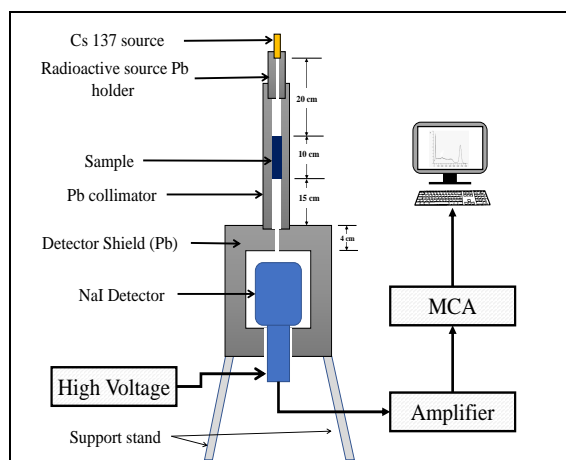 Cs 137 source
Radioactive source Pb
holder
20 cm
Sample
10 cm
Pb collimator
15 cm
Detector Shield (Pb)
4 cm
NaI Detector
MCA
High Voltage
Amplifier
Support stand